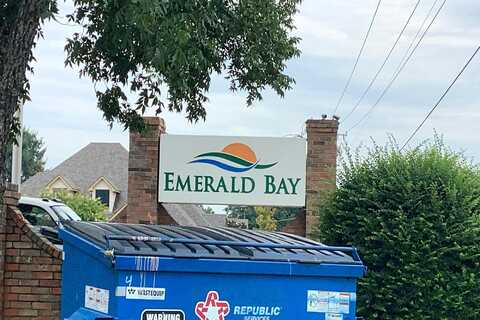 EMERALD BAY
WASTEQUIP
WARNING
REPUBLIC
SERVICES